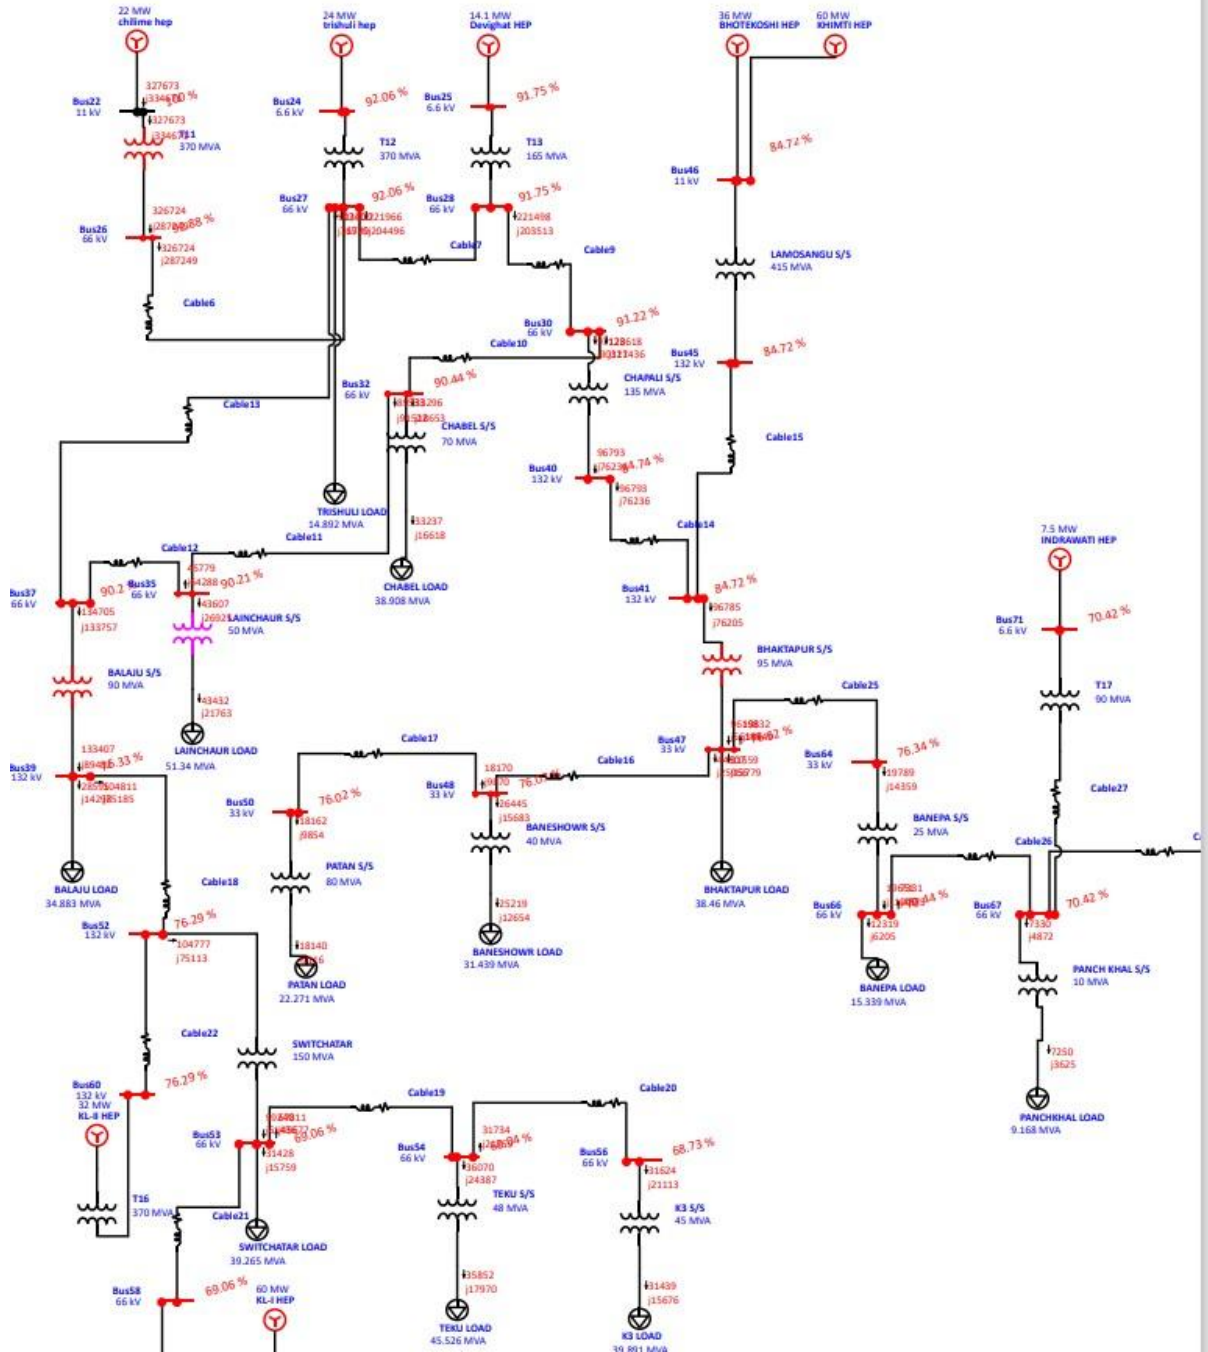 22 MW
chilime hep
24 MW
trishuli hep
14.1 MW
Devighat HEP
36 MW
BHOTEKOSHI HEP
60 MW
KHIMTI HEP
327673
Bus22
11 kV
327673
370 MVA
Bus24
6.6 kV
92.06 %
T12
370 MVA
Bus25
6.6 kV
91.75 %
T13
165 MVA
Bus46
11 kV
84.72 %
326724
Bus26
66 kV
326724
j287249
Bus27
66 kV
92.06 %
221966
j204496
Bus28
66 kV
91.75 %
221498
j203513
Cable7
Cable9
LAMOSANGU S/S
415 MVA
Cable6
Bus30
66 kV
91.22 %
Cable10
Bus45
132 kV
84.72 %
Bus32
66 kV
90.44 %
CHAPALI S/S
135 MVA
Cable13
CHABEL S/S
70 MVA
Cable15
96793
Bus40
132 kV
96793
j76236
TRISHULI LOAD
14.892 MVA
33237
j16618
Cable14
INDRAWATI HEP
7.5 MW
Cable11
Cable12
CHABEL LOAD
38.908 MVA
Bus37
66 kV
134705
j133757
Bus35
66 kV
90.21 %
43607
LAINCHAUR S/S
50 MVA
Bus41
132 kV
84.72 %
96785
j76205
Bus71
6.6 kV
70.42 %
BALAJU S/S
90 MVA
BHAKTAPUR S/S
95 MVA
43432
j21763
LAINCHAUR LOAD
51.34 MVA
Cable25
T17
90 MVA
133407
Bus39
132 kV
Cable17
Cable16
Bus47
33 kV
Bus64
33 kV
76.34 %
19789
j14359
18170
Bus48
33 kV
26445
j15683
Bus50
33 kV
76.02 %
18162
j9854
BANESHOWR S/S
40 MVA
BANEPA S/S
25 MVA
Cable27
Cable26
BALAJU LOAD
34.883 MVA
Cable18
PATAN S/S
80 MVA
BHAKTAPUR LOAD
38.46 MVA
25219
j12654
Bus66
66 kV
12319
j6205
Bus67
66 kV
70.42 %
7330
j4872
Bus52
132 kV
76.29 %
104777
j75113
18140
PATAN LOAD
22.271 MVA
BANESHOWR LOAD
31.439 MVA
BANEPA LOAD
15.339 MVA
PANCH KHAL S/S
10 MVA
Cable22
SWITCHATAR
150 MVA
7250
j3625
Bus60
132 kV
76.29 %
32 MW
KL-II HEP
Cable19
Cable20
PANCHKHAL LOAD
9.168 MVA
Bus53
66 kV
69.06 %
31428
j15759
31734
Bus54
66 kV
36070
j24387
Bus56
66 kV
68.73 %
31624
j21113
T16
370 MVA
Cable21
TEKU S/S
48 MVA
K3 S/S
45 MVA
SWITCHATAR LOAD
39.265 MVA
35852
j17970
31439
j15676
Bus58
66 kV
69.06 %
60 MW
KL-I HEP
TEKU LOAD
45.526 MVA
K3 LOAD
39.891 MVA